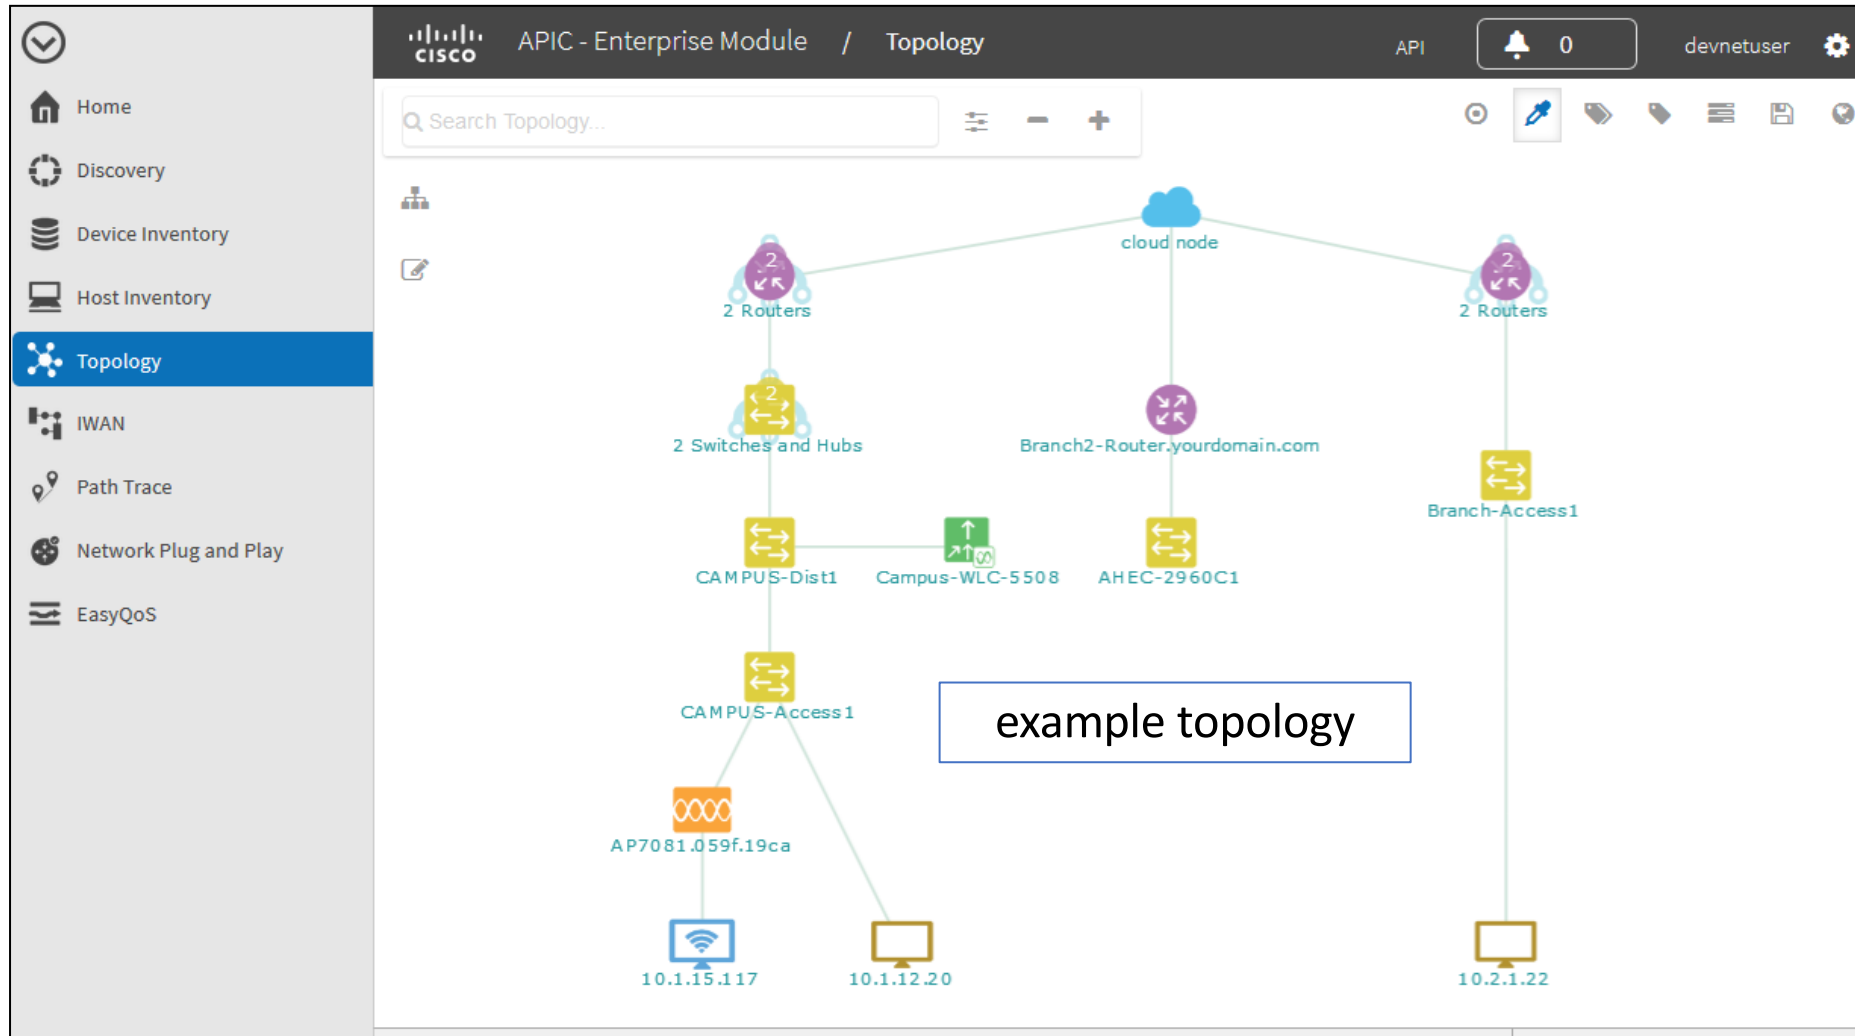 CISCO
APIC - Enterprise Module / Topology
API
0
devnetuser
Home
Discovery
Device Inventory
Host Inventory
Topology
IWAN
Path Trace
Network Plug and Play
EasyQoS
Search Topology...
cloud node
2
2 Routers
2
2 Routers
2
2 Switches and Hubs
Branch2-Router.yourdomain.com
Branch-Access1
CAMPUS-Dist1
Campus-WLC-5508
AHEC-2960C1
CAMPUS-Access1
example topology
AP7081.059f.19ca
10.1.15.117
10.1.12.20
10.2.1.22